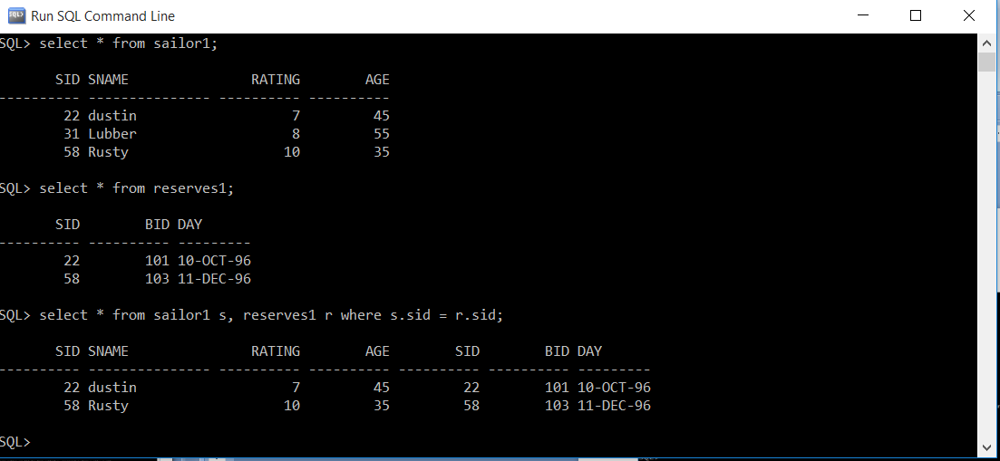 Run SQL Command Line
SQL> select * from sailor1;
SID SNAME RATING AGE
---------- --------------- ---------- ----------
22 dustin 7 45
31 Lubber 8 55
58 Rusty 10 35
SQL> select * from reserves1;
SID BID DAY
---------- ---------- ---------
22 101 10-OCT-96
58 103 11-DEC-96
SQL> select * from sailor1 s, reserves1 r where s.sid = r.sid;
SID SNAME RATING AGE SID BID DAY
---------- --------------- ---------- ---------- ---------- ---------- ---------
22 dustin 7 45 22 101 10-OCT-96
58 Rusty 10 35 58 103 11-DEC-96
SQL>